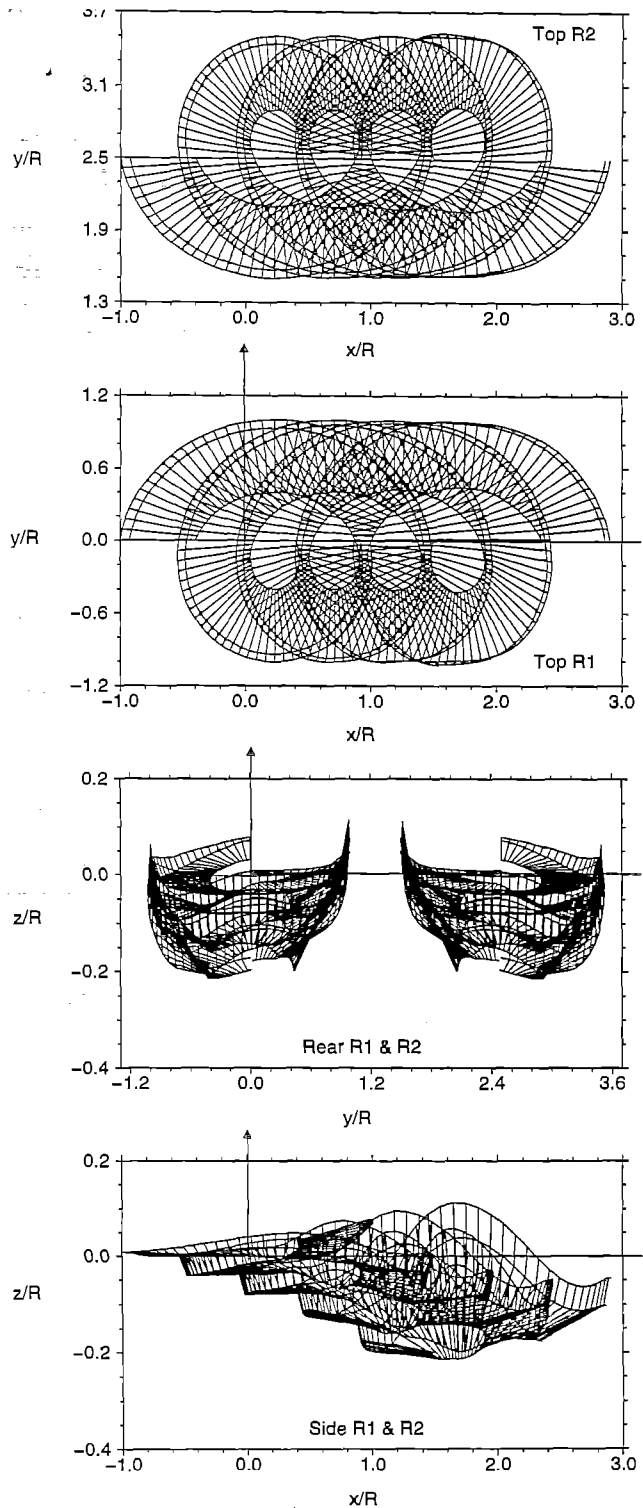 3.7
Top R2
3.1
y/R
2.5
1.9
1.3
−1.0 0.0 1.0 2.0 3.0
x/R
1.2
0.6
y/R
0.0
−0.6
Top R1
−1.2
−1.0 0.0 1.0 2.0 3.0
x/R
0.2
0.0
z/R
−0.2
Rear R1 & R2
−0.4
−1.2 0.0 1.2 2.4 3.6
y/R
0.2
0.0
z/R
−0.2
Side R1 & R2
−0.4
−1.0 0.0 1.0 2.0 3.0
x/R